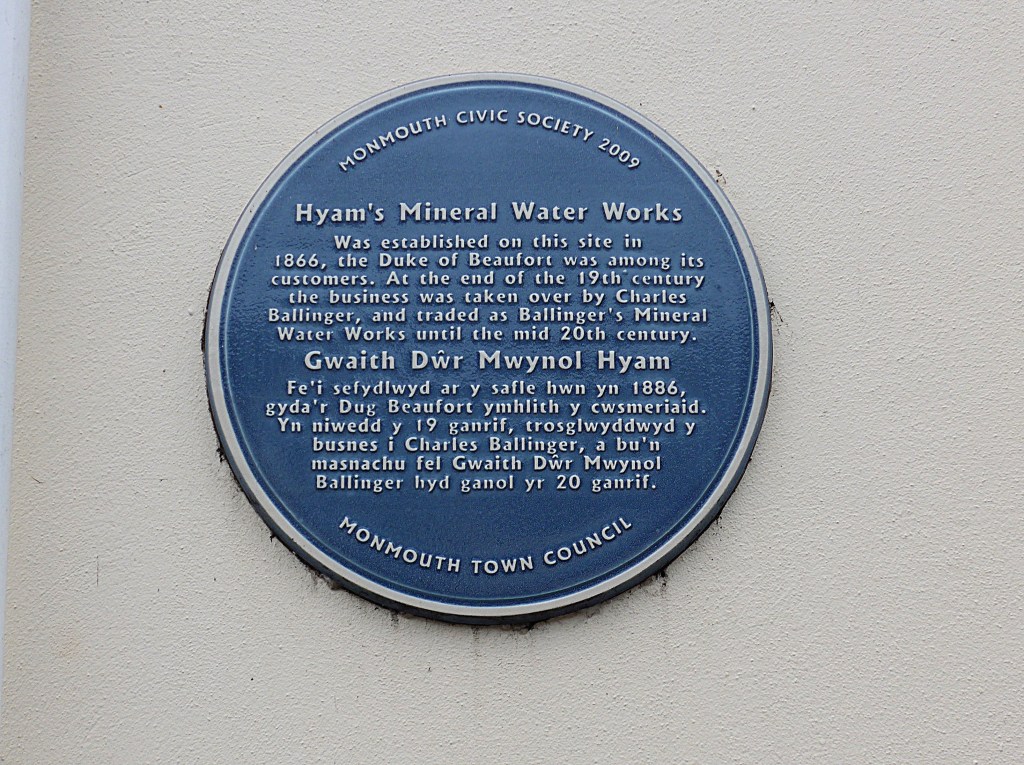 MONMOUTH CIVIC SOCIETY 2009
Hyam's Mineral Water Works
Was established on this site in
1866, the Duke of Beaufort was among its
customers. At the end of the 19th century
the business was taken over by Charles
Ballinger, and traded as Ballinger's Mineral
Water Works until the mid 20th century.
Gwaith Dŵr Mwynol Hyam
Fe'i sefydlwyd ar y safle hwn yn 1886,
gyda'r Dug Beaufort ymhlith y cwsmeriaid.
Yn niwedd y 19 ganrif, trosglwyddwyd y
busnes i Charles Ballinger, a bu'n
masnachu fel Gwaith Dŵr Mwynol
Ballinger hyd ganol yr 20 ganrif.
MONMOUTH TOWN COUNCIL